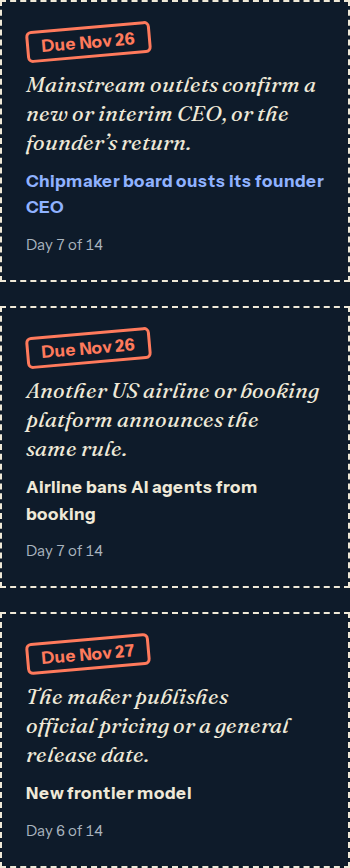 Due Nov 26
Mainstream outlets confirm a
new or interim CEO, or the
founder’s return.
Chipmaker board ousts its founder
CEO
Day 7 of 14
Due Nov 26
Another US airline or booking
platform announces the
same rule.
Airline bans AI agents from
booking
Day 7 of 14
Due Nov 27
The maker publishes
official pricing or a general
release date.
New frontier model
Day 6 of 14